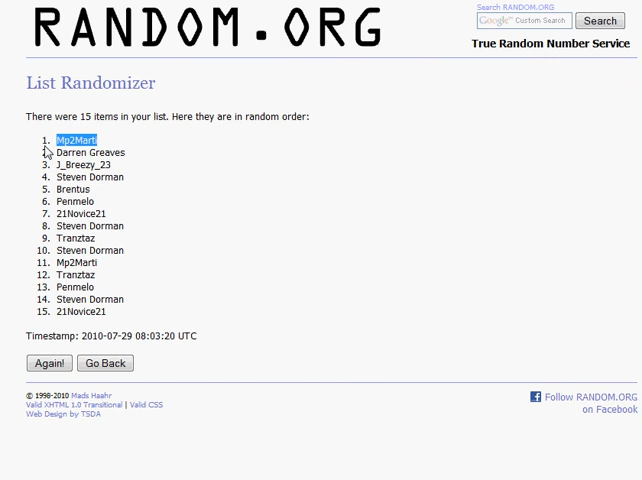 RANDOM.ORG
Search RANDOM.ORG
Google™ Custom Search
Search
True Random Number Service
List Randomizer
There were 15 items in your list. Here they are in random order:
1. Mp2Marti
2. Darren Greaves
3. J_Breezy_23
4. Steven Dorman
5. Brentus
6. Penmelo
7. 21Novice21
8. Steven Dorman
9. Tranztaz
10. Steven Dorman
11. Mp2Marti
12. Tranztaz
13. Penmelo
14. Steven Dorman
15. 21Novice21
Timestamp: 2010-07-29 08:03:20 UTC
Again! Go Back
© 1998-2010 Mads Haahr
Valid XHTML 1.0 Transitional | Valid CSS
Web Design by TSDA
Follow RANDOM.ORG
on Facebook